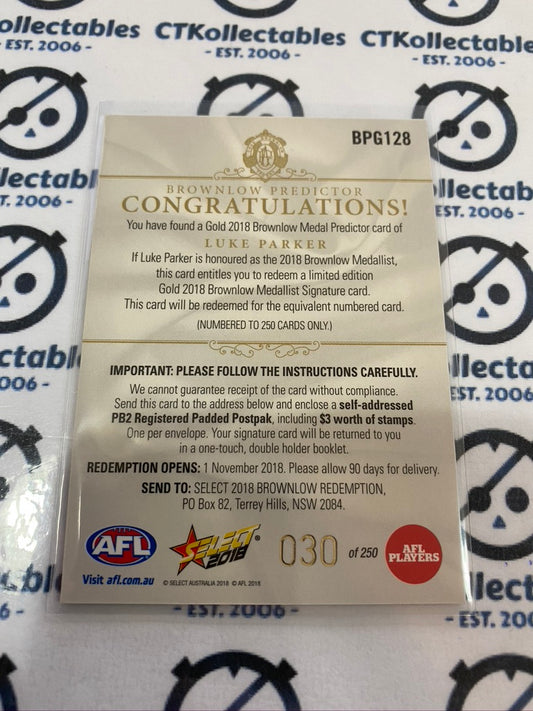 CTKollectables
- EST. 2006 -
CTKollectables
- EST. 2006 -
CTKollectables
- EST. 2006 -
BPG128
BROWNLOW PREDICTOR
CONGRATULATIONS!
You have found a Gold 2018 Brownlow Medal Predictor card of
LUKE PARKER
If Luke Parker is honoured as the 2018 Brownlow Medallist,
this card entitles you to redeem a limited edition
Gold 2018 Brownlow Medallist Signature card.
This card will be redeemed for the equivalent numbered card.
(NUMBERED TO 250 CARDS ONLY.)
IMPORTANT: PLEASE FOLLOW THE INSTRUCTIONS CAREFULLY.
We cannot guarantee receipt of the card without compliance.
Send this card to the address below and enclose a self-addressed
PB2 Registered Padded Postpak, including $3 worth of stamps.
One per envelope. Your signature card will be returned to you
in a one-touch, double holder booklet.
REDEMPTION OPENS: 1 November 2018. Please allow 90 days for delivery.
SEND TO: SELECT 2018 BROWNLOW REDEMPTION,
PO Box 82, Terrey Hills, NSW 2084.
AFL
Visit afl.com.au
SELECT
2018
®
© SELECT AUSTRALIA 2018 © AFL 2018
030 of 250
AFL
PLAYERS
- EST. 2006 -
CTKollectables
- EST. 2006 -